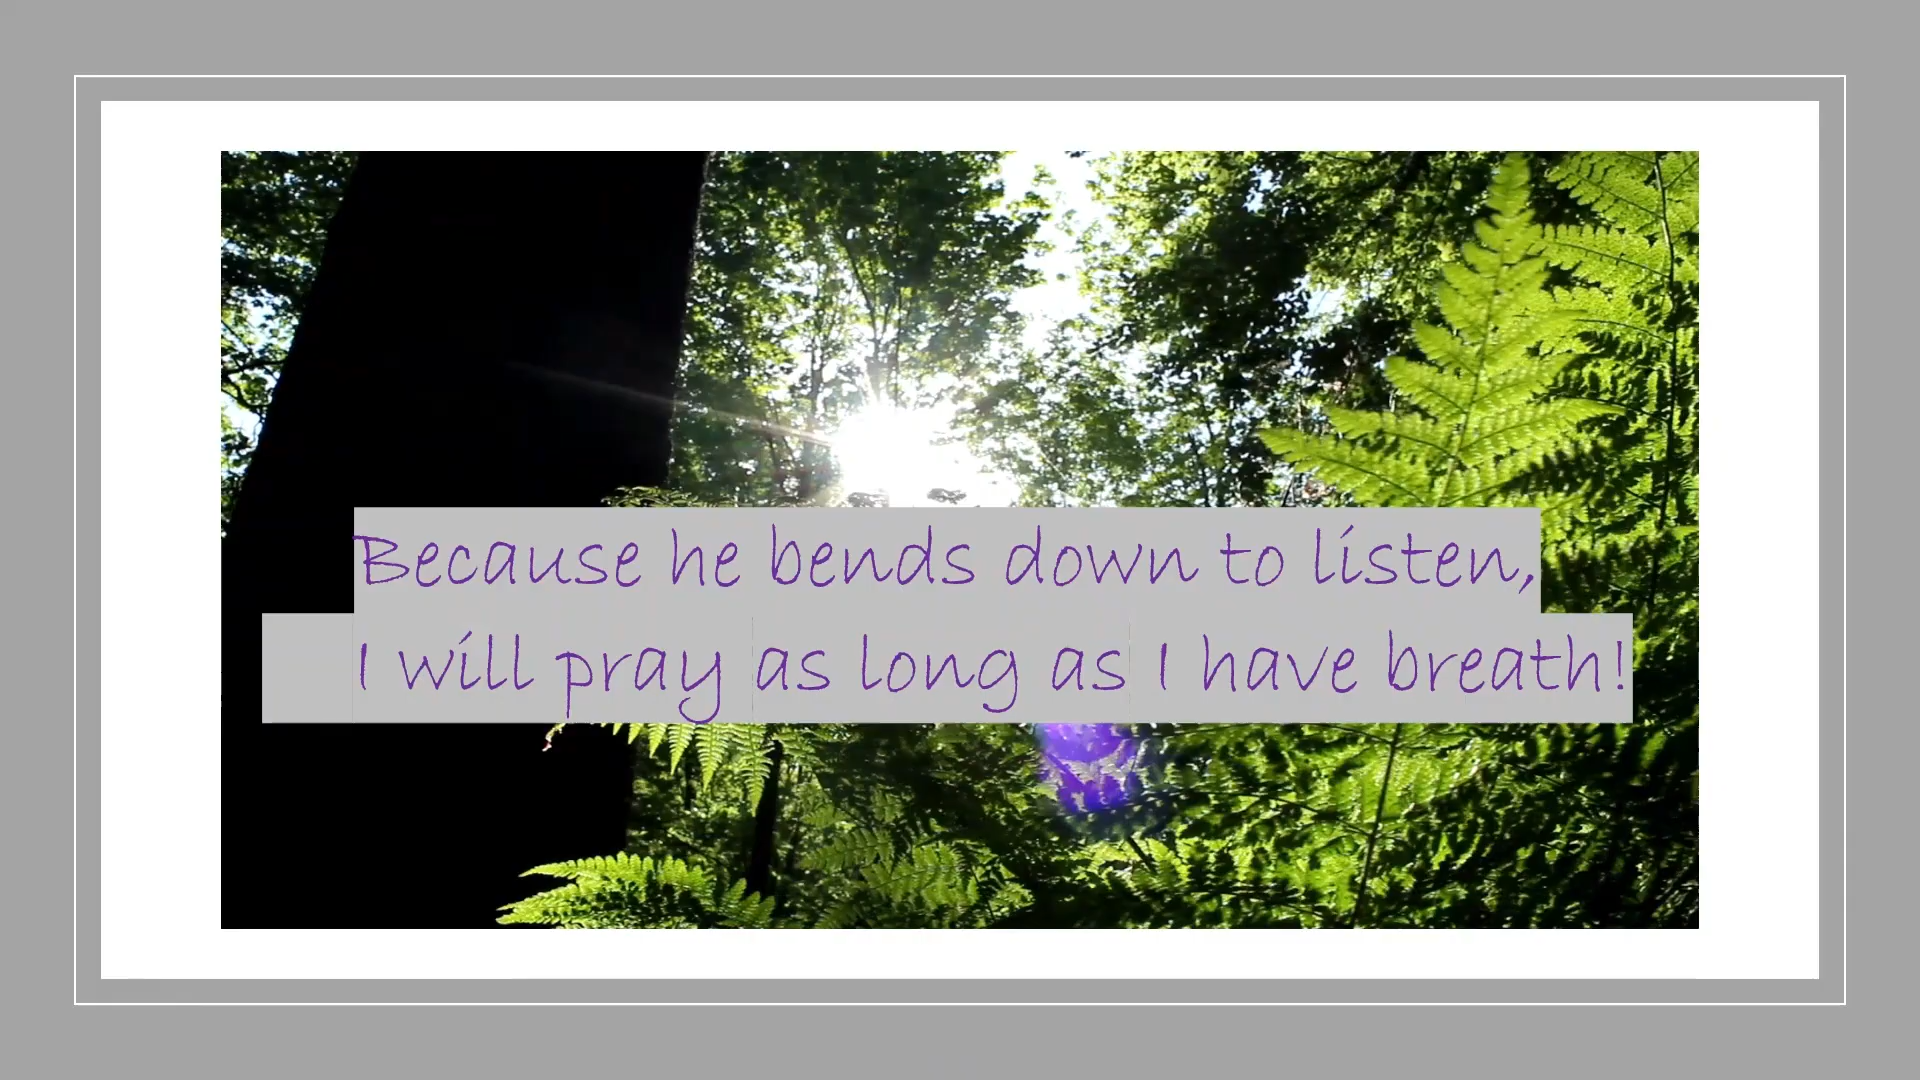 Because he bends down to listen,
I will pray as long as I have breath!